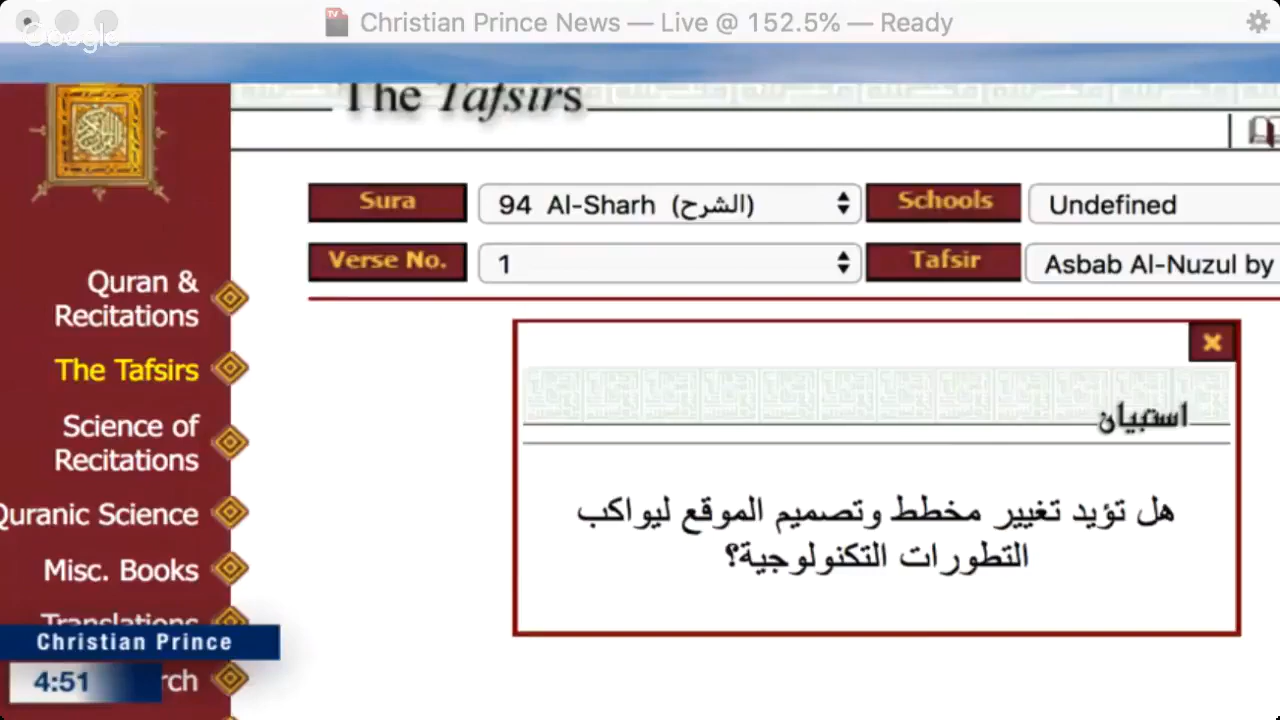 Christian Prince News — Live @ 152.5% — Ready
Google
The Tafsirs
Sura
94 Al-Sharh (الشرح)
Schools
Undefined
Verse No.
1
Tafsir
Asbab Al-Nuzul by
Quran &
Recitations
The Tafsirs
Science of
Recitations
Quranic Science
Misc. Books
Translations
rch
استبيان
هل تؤيد تغيير مخطط وتصميم الموقع ليواكب
التطورات التكنولوجية؟
Christian Prince
4:51